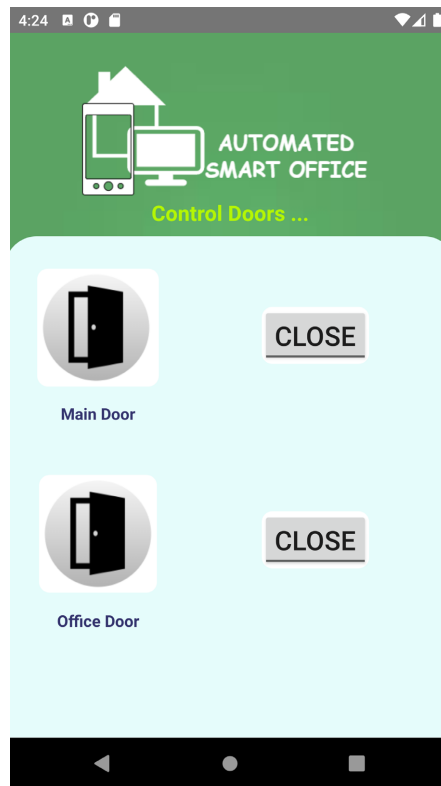 4:24
AUTOMATED
SMART OFFICE
Control Doors ...
CLOSE
Main Door
CLOSE
Office Door